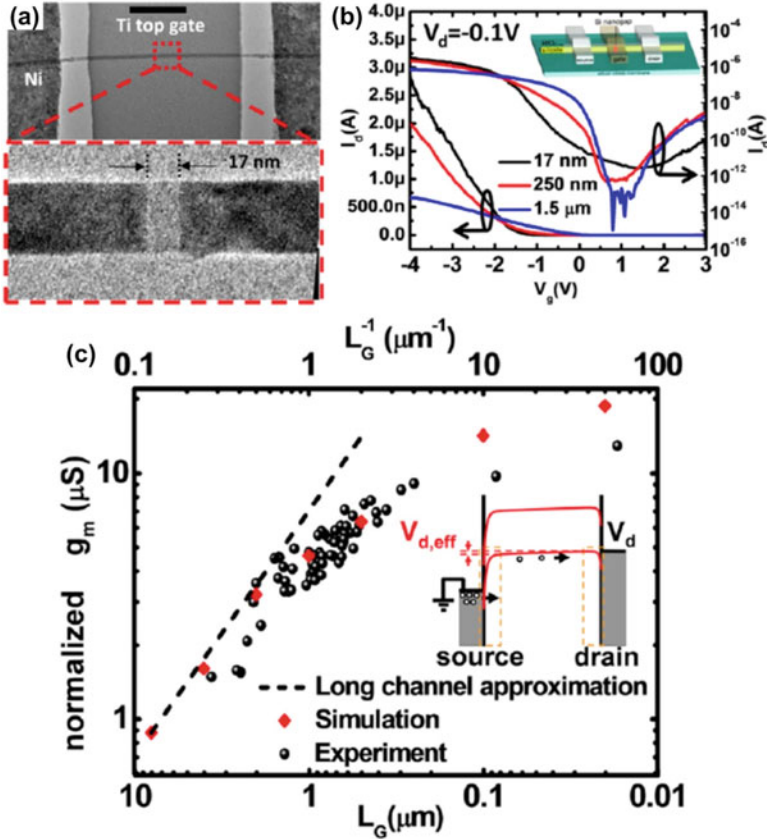 (a)
Ti top gate
Ni
17 nm
(b)
V_d=-0.1V
4.0μ
3.5μ
3.0μ
2.5μ
2.0μ
1.5μ
1.0μ
500.0n
0.0
I_d(A)
Si nanogap
17 nm
250 nm
1.5 μm
10^-4
10^-6
10^-8
10^-10
10^-12
10^-14
10^-16
I_d(A)
-4 -3 -2 -1 0 1 2 3
V_g(V)
(c)
L_G^-1 (μm^-1)
0.1 1 10 100
normalized g_m (μS)
10
1
V_d,eff
V_d
source drain
Long channel approximation
Simulation
Experiment
10 1 0.1 0.01
L_G(μm)